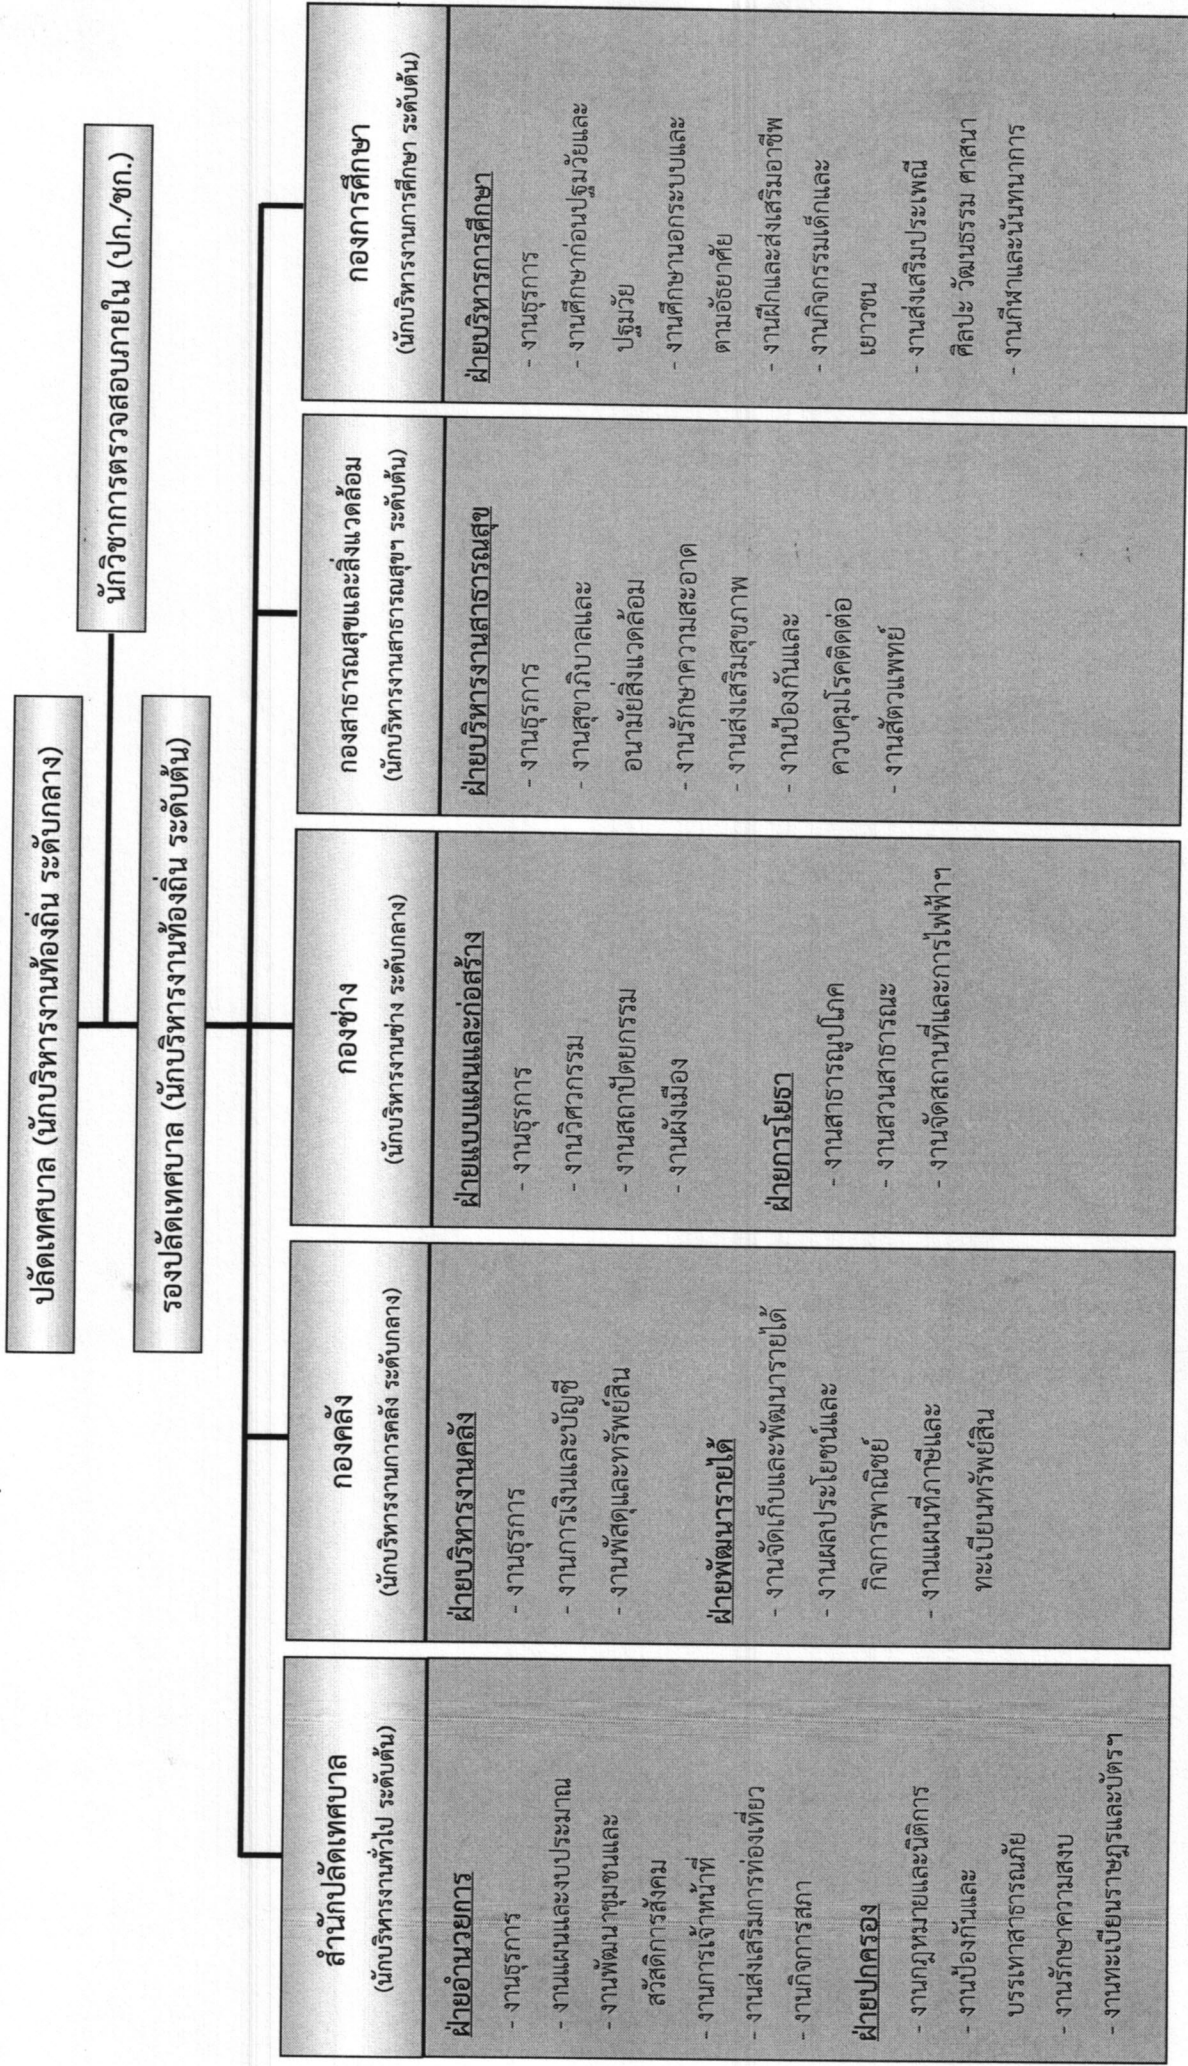 ปลัดเทศบาล (นักบริหารงานท้องถิ่น ระดับกลาง)
นักวิชาการตรวจสอบภายใน (ปก./ชก.)
รองปลัดเทศบาล (นักบริหารงานท้องถิ่น ระดับต้น)
สำนักปลัดเทศบาล
(นักบริหารงานทั่วไป ระดับต้น)
ฝ่ายอำนวยการ
- งานธุรการ
- งานแผนและงบประมาณ
- งานพัฒนาชุมชนและ
สวัสดิการสังคม
- งานการเจ้าหน้าที่
- งานส่งเสริมการท่องเที่ยว
- งานกิจการสภา
ฝ่ายปกครอง
- งานกฎหมายและนิติการ
- งานป้องกันและ
บรรเทาสาธารณภัย
- งานรักษาความสงบ
- งานทะเบียนราษฎรและบัตรฯ
กองคลัง
(นักบริหารงานการคลัง ระดับกลาง)
ฝ่ายบริหารงานคลัง
- งานธุรการ
- งานการเงินและบัญชี
- งานพัสดุและทรัพย์สิน
ฝ่ายพัฒนารายได้
- งานจัดเก็บและพัฒนารายได้
- งานผลประโยชน์และ
กิจการพาณิชย์
- งานแผนที่ภาษีและ
ทะเบียนทรัพย์สิน
กองช่าง
(นักบริหารงานช่าง ระดับกลาง)
ฝ่ายแบบแผนและก่อสร้าง
- งานธุรการ
- งานวิศวกรรม
- งานสถาปัตยกรรม
- งานผังเมือง
ฝ่ายการโยธา
- งานสาธารณูปโภค
- งานสวนสาธารณะ
- งานจัดสถานที่และการไฟฟ้าฯ
กองสาธารณสุขและสิ่งแวดล้อม
(นักบริหารงานสาธารณสุขฯ ระดับต้น)
ฝ่ายบริหารงานสาธารณสุข
- งานธุรการ
- งานสุขาภิบาลและ
อนามัยสิ่งแวดล้อม
- งานรักษาความสะอาด
- งานส่งเสริมสุขภาพ
- งานป้องกันและ
ควบคุมโรคติดต่อ
- งานสัตวแพทย์
กองการศึกษา
(นักบริหารงานการศึกษา ระดับต้น)
ฝ่ายบริหารการศึกษา
- งานธุรการ
- งานศึกษาก่อนปฐมวัยและ
ปฐมวัย
- งานศึกษานอกระบบและ
ตามอัธยาศัย
- งานฝึกและส่งเสริมอาชีพ
- งานกิจกรรมเด็กและ
เยาวชน
- งานส่งเสริมประเพณี
ศิลปะ วัฒนธรรม ศาสนา
- งานกีฬาและนันทนาการ